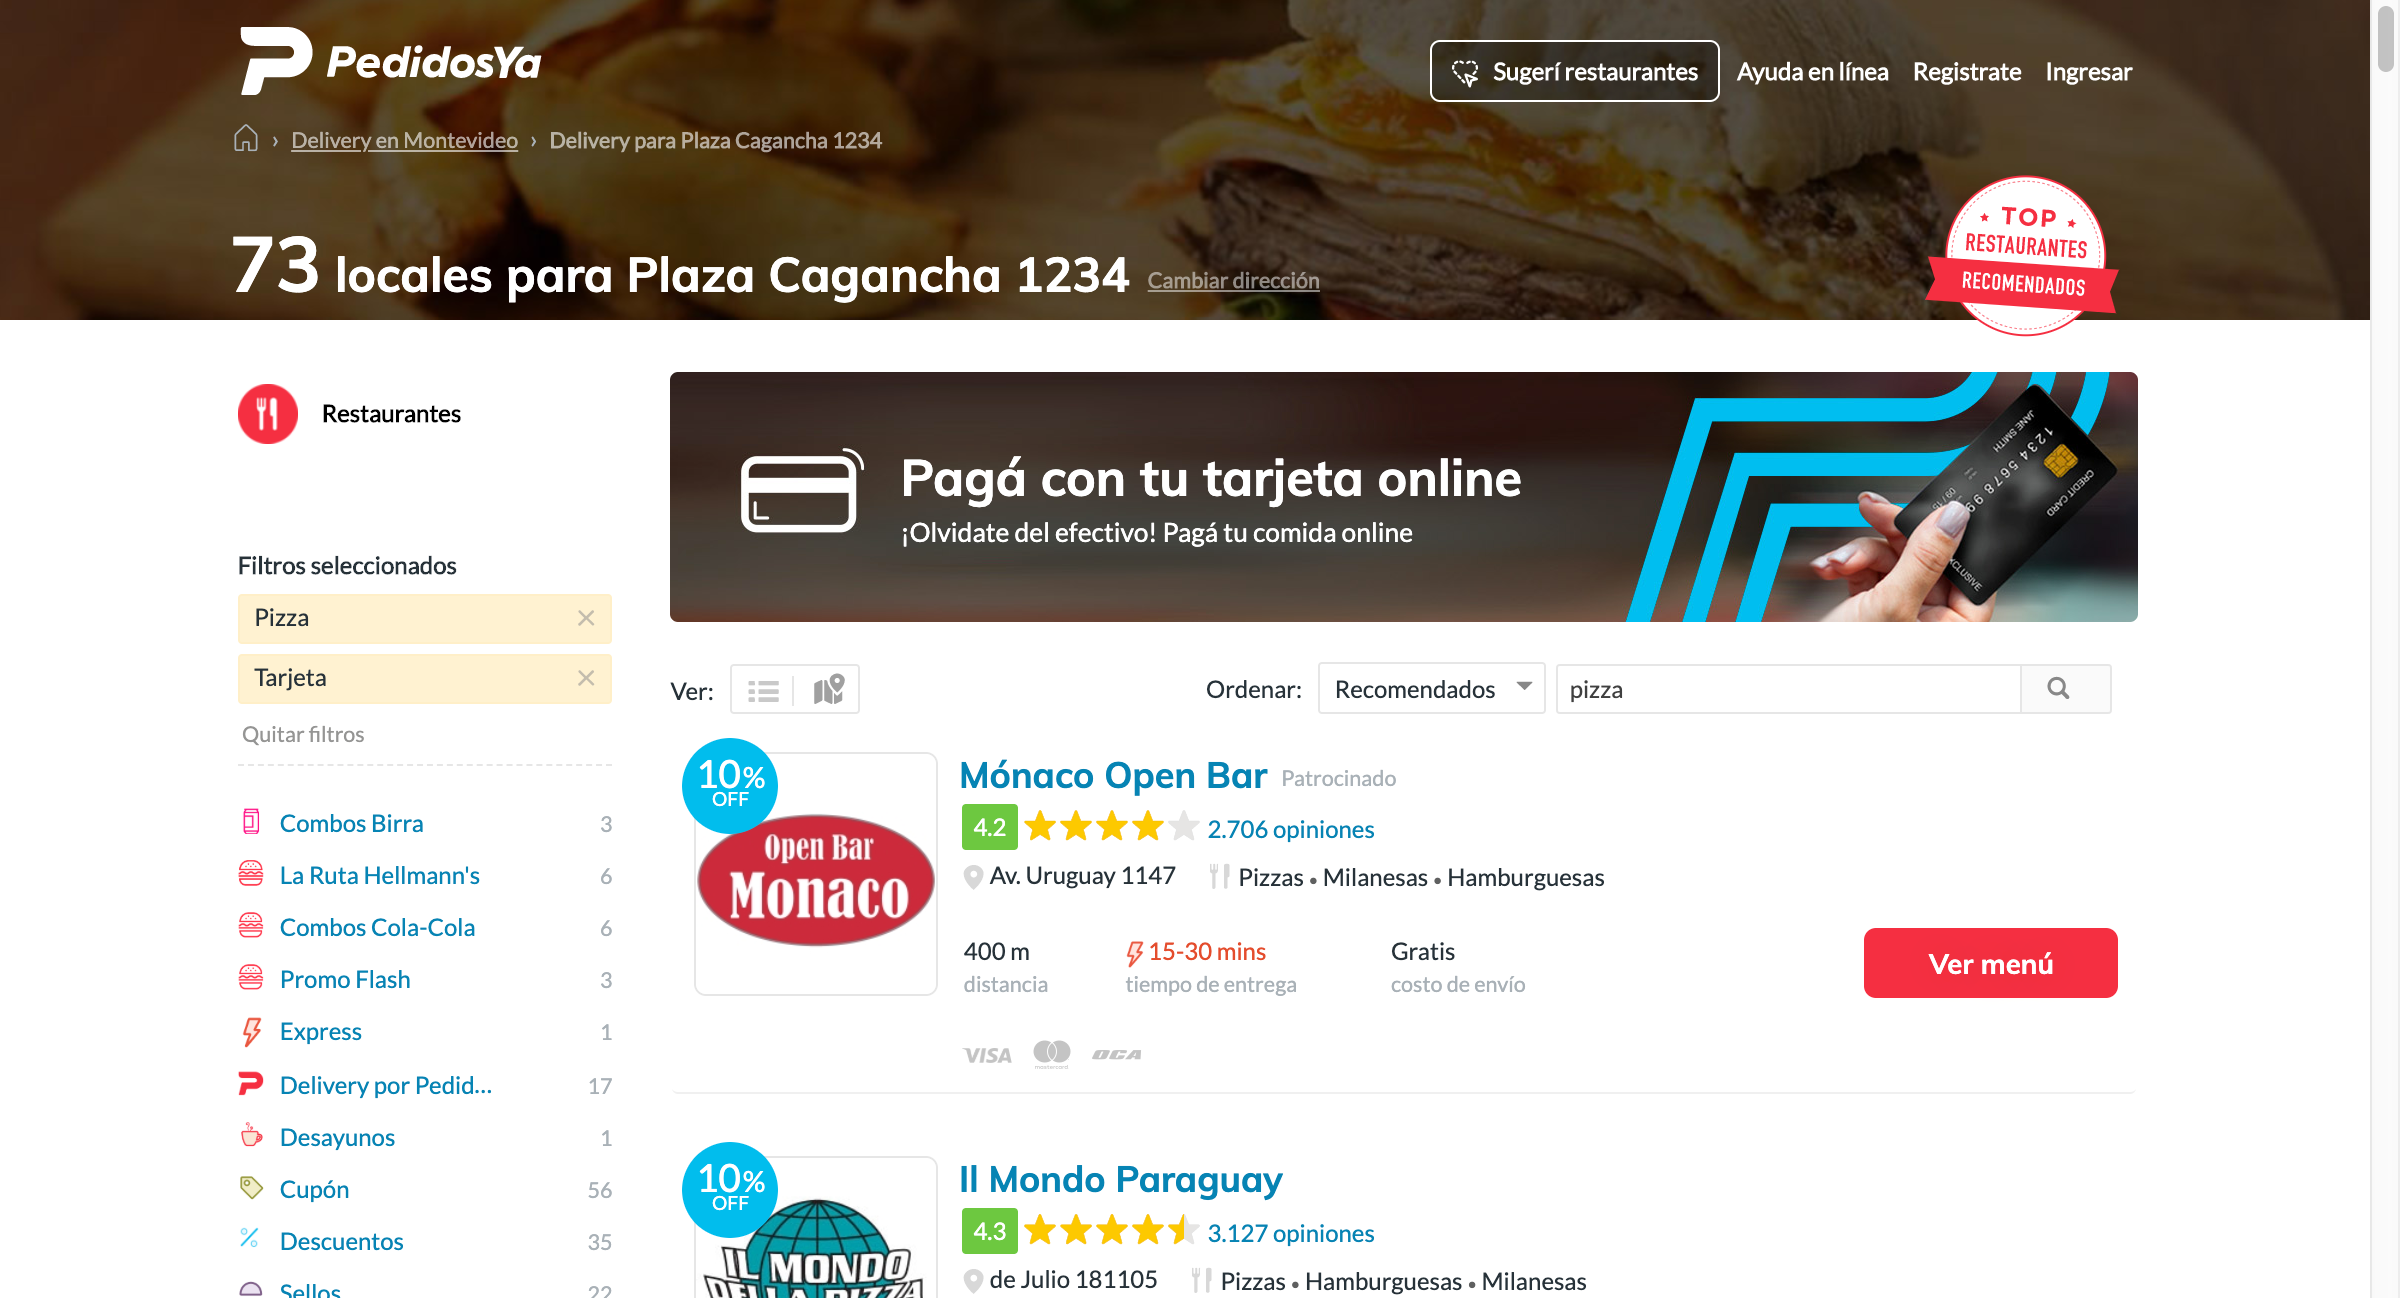 PedidosYa
Sugerí restaurantes
Ayuda en línea
Registrate
Ingresar
› Delivery en Montevideo › Delivery para Plaza Cagancha 1234
73 locales para Plaza Cagancha 1234 Cambiar dirección
TOP
RESTAURANTES
RECOMENDADOS
Restaurantes
Pagá con tu tarjeta online
¡Olvidate del efectivo! Pagá tu comida online
JANE SMITH
CREDIT CARD
Filtros seleccionados
Pizza
Tarjeta
Quitar filtros
Combos Birra 3
La Ruta Hellmann's 6
Combos Cola-Cola 6
Promo Flash 3
Express 1
Delivery por Pedid... 17
Desayunos 1
Cupón 56
Descuentos 35
Sellos 22
Ver:
Ordenar: Recomendados
pizza
10% OFF
Open Bar
Monaco
Mónaco Open Bar Patrocinado
4.2 2.706 opiniones
Av. Uruguay 1147 Pizzas • Milanesas • Hamburguesas
400 m 15-30 mins Gratis
distancia tiempo de entrega costo de envío
Ver menú
VISA mastercard OCA
10% OFF
IL MONDO
DELLA PIZZA
Il Mondo Paraguay
4.3 3.127 opiniones
de Julio 181105 Pizzas • Hamburguesas • Milanesas